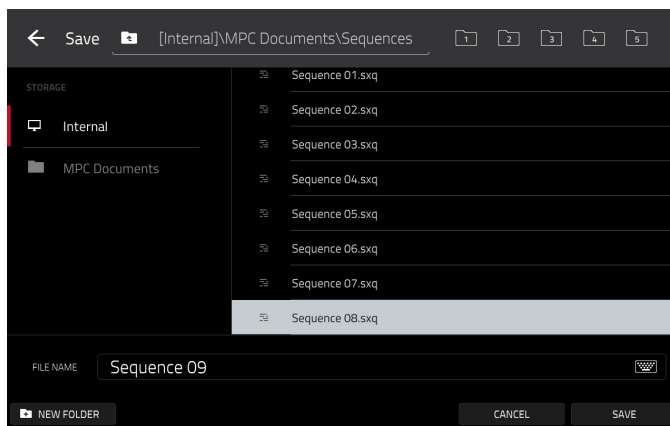 Save [Internal]\MPC Documents\Sequences 1 2 3 4 5
STORAGE
Internal
MPC Documents
Sequence 01.sxq
Sequence 02.sxq
Sequence 03.sxq
Sequence 04.sxq
Sequence 05.sxq
Sequence 06.sxq
Sequence 07.sxq
Sequence 08.sxq
FILE NAME Sequence 09
NEW FOLDER CANCEL SAVE